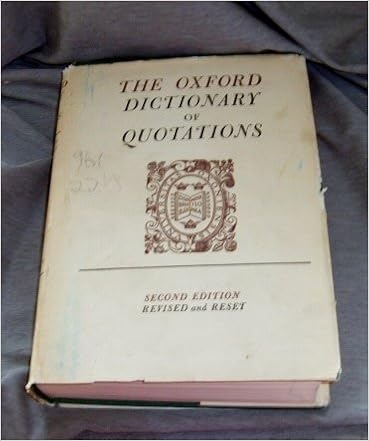 THE OXFORD
DICTIONARY
OF
QUOTATIONS
SECOND EDITION
REVISED and RESET